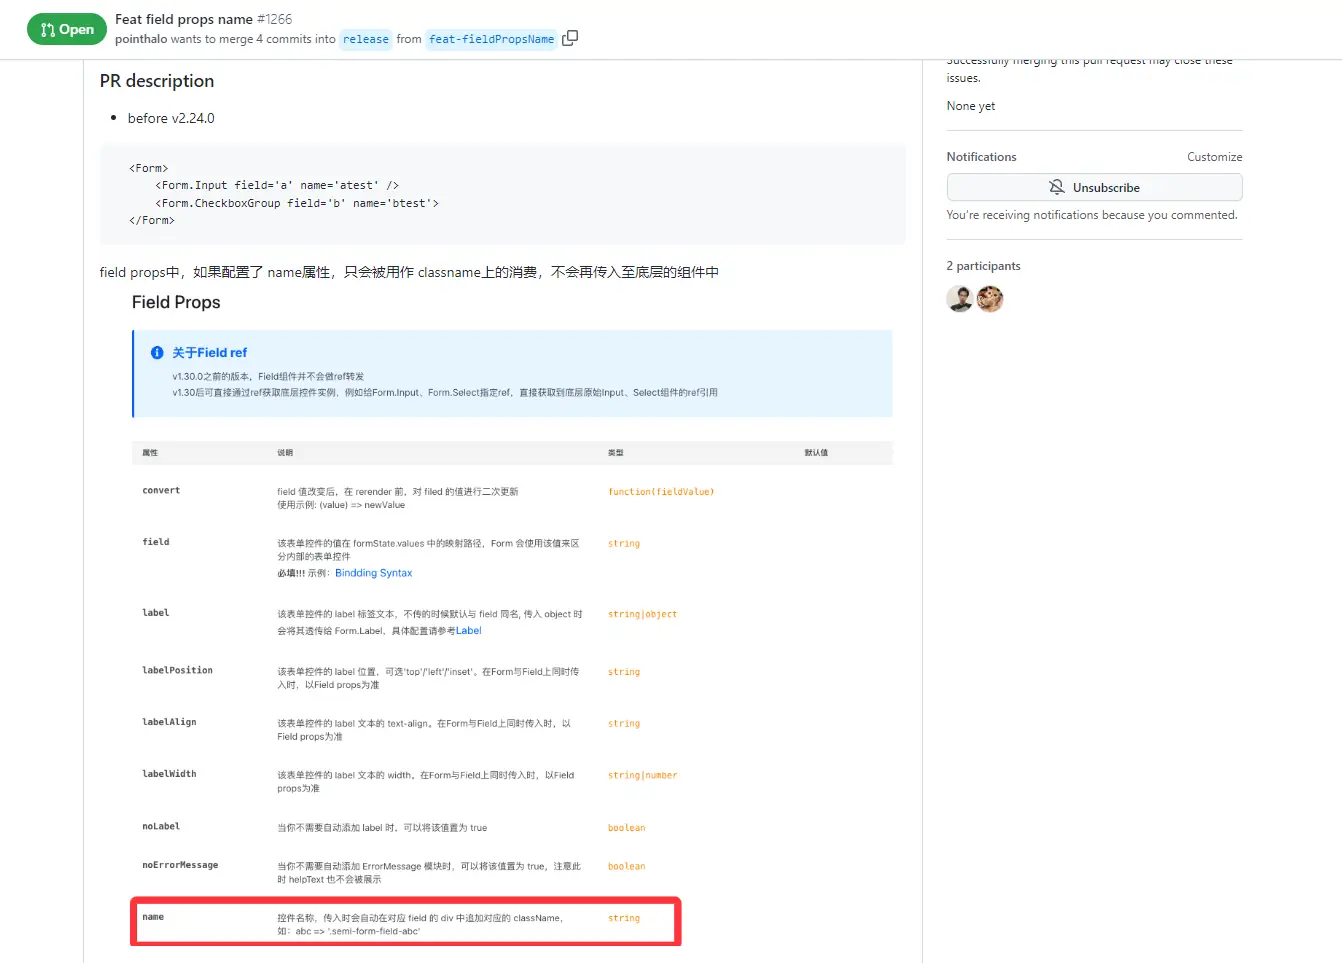 Open
Feat field props name #1266
pointhalo wants to merge 4 commits into release from feat-fieldPropsName
PR description
before v2.24.0
<Form>
<Form.Input field='a' name='atest' />
<Form.CheckboxGroup field='b' name='btest'>
</Form>
field props中，如果配置了 name属性，只会被用作 classname上的消费，不会再传入至底层的组件中
Field Props
关于Field ref
v1.30.0之前的版本，Field组件并不会做ref转发
v1.30后可直接通过ref获取底层控件实例，例如给Form.Input、Form.Select指定ref，直接获取到底层原始Input、Select组件的ref引用
属性 说明 类型 默认值
convert field 值改变后，在 rerender 前，对 filed 的值进行二次更新 function(fieldValue)
使用示例: (value) => newValue
field 该表单控件的值在 formState.values 中的映射路径，Form 会使用该值来区 string
分内部的表单控件
必填!!! 示例：Bindding Syntax
label 该表单控件的 label 标签文本，不传的时候默认与 field 同名, 传入 object 时 string|object
会将其透传给 Form.Label，具体配置请参考Label
labelPosition 该表单控件的 label 位置，可选'top'/'left'/'inset'。在Form与Field上同时传 string
入时，以Field props为准
labelAlign 该表单控件的 label 文本的 text-align。在Form与Field上同时传入时，以 string
Field props为准
labelWidth 该表单控件的 label 文本的 width。在Form与Field上同时传入时，以Field string|number
props为准
noLabel 当你不需要自动添加 label 时，可以将该值置为 true boolean
noErrorMessage 当你不需要自动添加 ErrorMessage 模块时，可以将该值置为 true，注意此 boolean
时 helpText 也不会被展示
name 控件名称，传入时会自动在对应 field 的 div 中追加对应的 className， string
如：abc => '.semi-form-field-abc'
Successfully merging this pull request may close these
issues.
None yet
Notifications Customize
Unsubscribe
You're receiving notifications because you commented.
2 participants